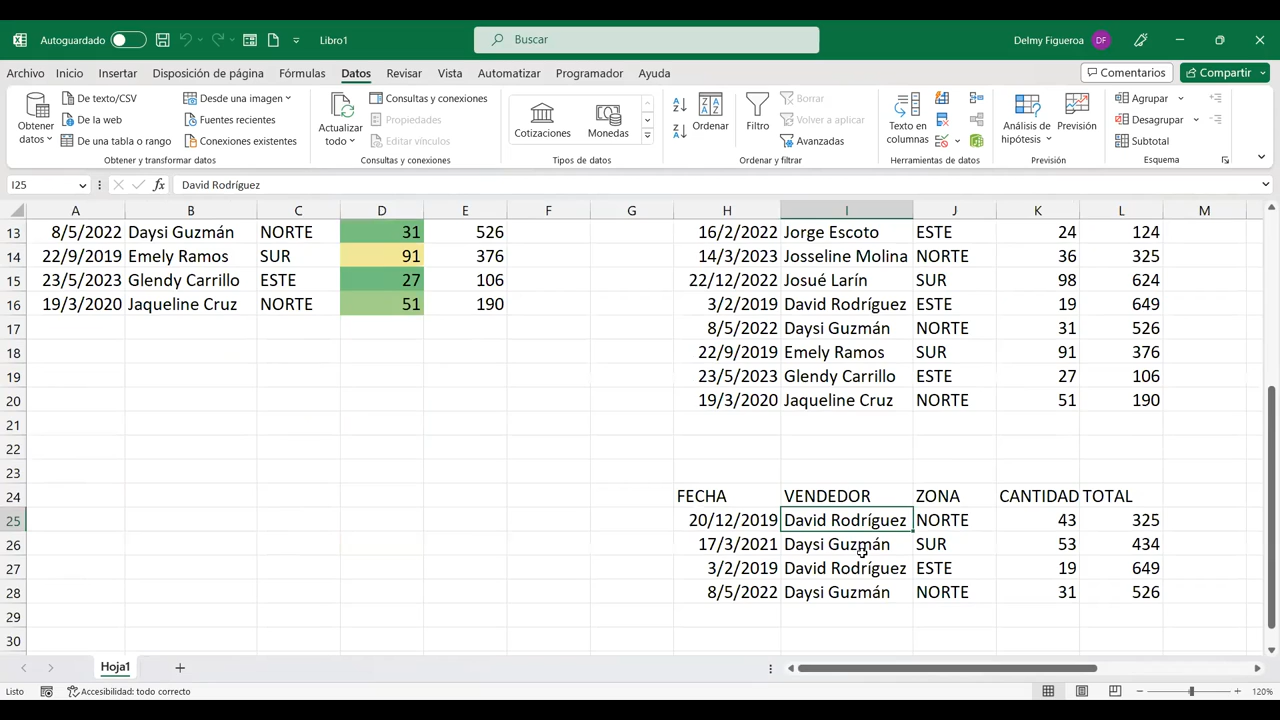 Autoguardado Libro1 Buscar Delmy Figueroa DF
Archivo Inicio Insertar Disposición de página Fórmulas Datos Revisar Vista Automatizar Programador Ayuda Comentarios Compartir
Obtener datos
De texto/CSV
De la web
De una tabla o rango
Desde una imagen
Fuentes recientes
Conexiones existentes
Obtener y transformar datos
Actualizar todo
Consultas y conexiones
Propiedades
Editar vínculos
Consultas y conexiones
Cotizaciones
Monedas
Tipos de datos
Ordenar
Filtro
Borrar
Volver a aplicar
Avanzadas
Ordenar y filtrar
Texto en columnas
Herramientas de datos
Análisis de hipótesis
Previsión
Previsión
Agrupar
Desagrupar
Subtotal
Esquema
I25 fx David Rodríguez
A B C D E F G H I J K L M
13 8/5/2022 Daysi Guzmán NORTE 31 526 16/2/2022 Jorge Escoto ESTE 24 124
14 22/9/2019 Emely Ramos SUR 91 376 14/3/2023 Josseline Molina NORTE 36 325
15 23/5/2023 Glendy Carrillo ESTE 27 106 22/12/2022 Josué Larín SUR 98 624
16 19/3/2020 Jaqueline Cruz NORTE 51 190 3/2/2019 David Rodríguez ESTE 19 649
17 8/5/2022 Daysi Guzmán NORTE 31 526
18 22/9/2019 Emely Ramos SUR 91 376
19 23/5/2023 Glendy Carrillo ESTE 27 106
20 19/3/2020 Jaqueline Cruz NORTE 51 190
21
22
23
24 FECHA VENDEDOR ZONA CANTIDAD TOTAL
25 20/12/2019 David Rodríguez NORTE 43 325
26 17/3/2021 Daysi Guzmán SUR 53 434
27 3/2/2019 David Rodríguez ESTE 19 649
28 8/5/2022 Daysi Guzmán NORTE 31 526
29
30
Hoja1
Listo Accesibilidad: todo correcto 120%